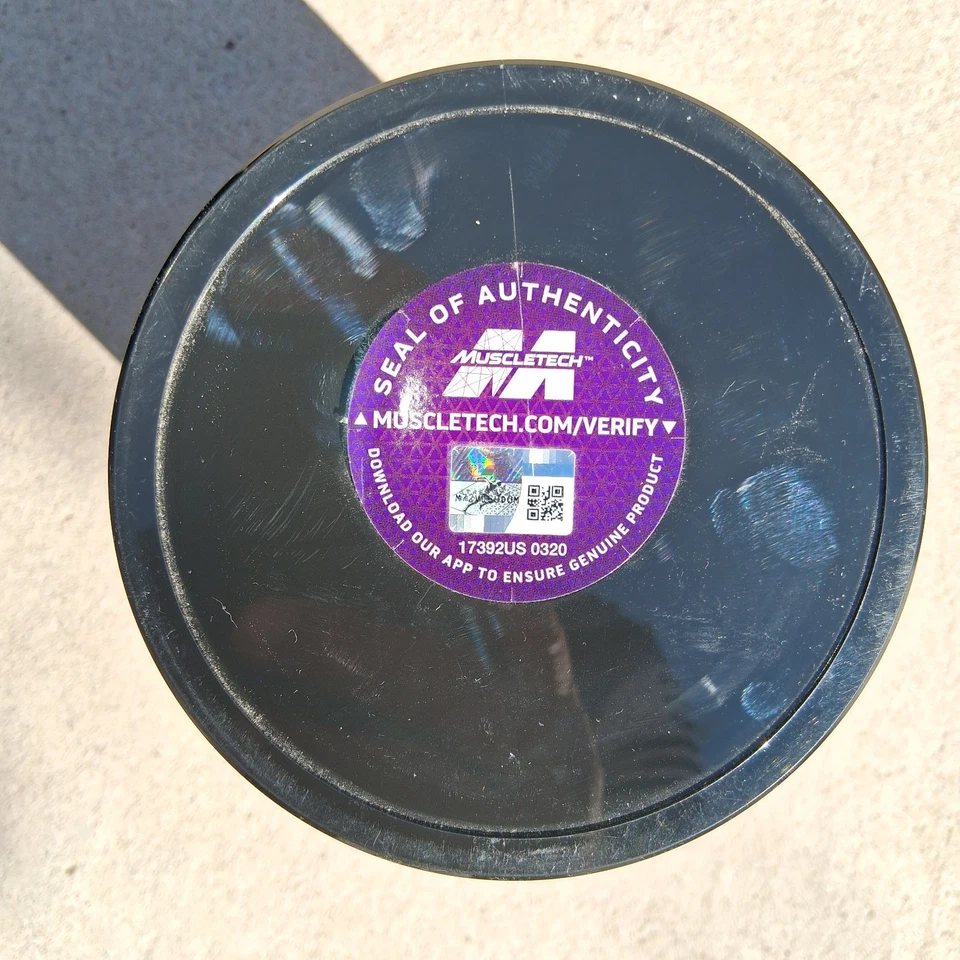 SEAL OF AUTHENTICITY
MUSCLETECH™
▲ MUSCLETECH.COM/VERIFY ▼
17392US 0320
DOWNLOAD OUR APP TO ENSURE GENUINE PRODUCT